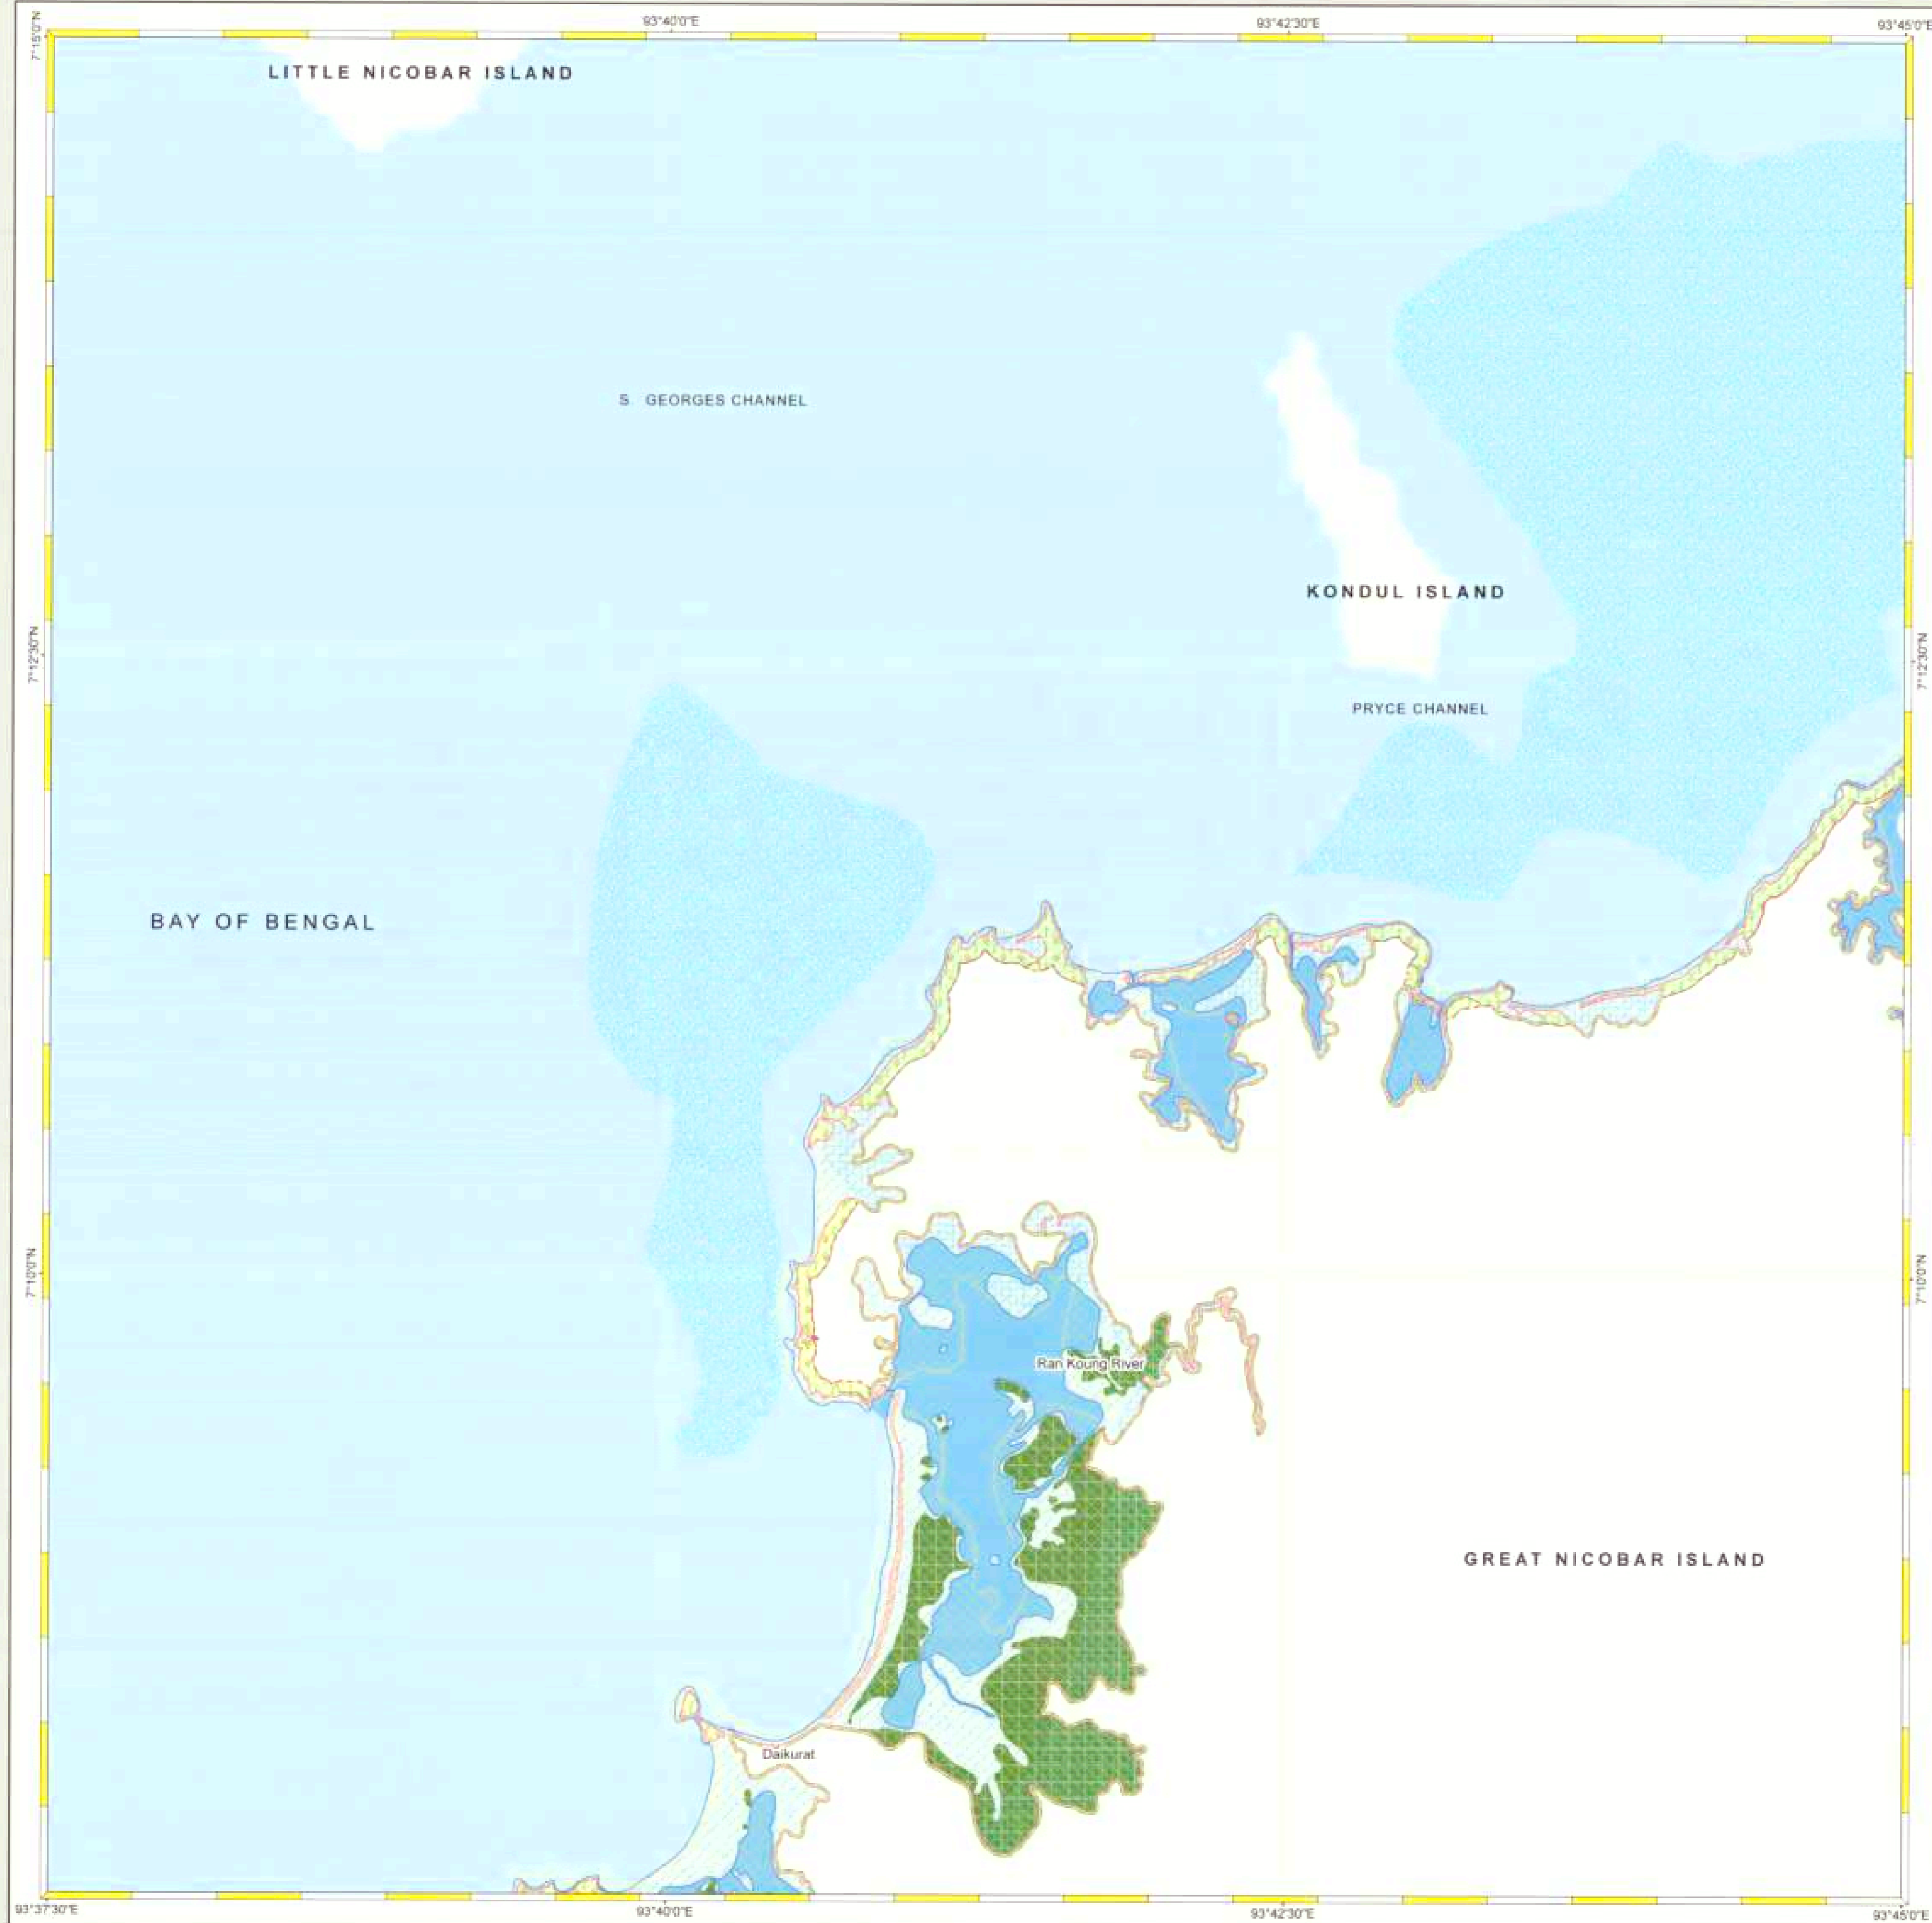 93°40'0"E
93°42'30"E
93°45'0"E
7°15'0"N
LITTLE NICOBAR ISLAND
S. GEORGES CHANNEL
KONDUL ISLAND
7°12'30"N
7°12'30"N
PRYCE CHANNEL
BAY OF BENGAL
7°10'0"N
7°10'0"N
Ran Koung River
GREAT NICOBAR ISLAND
Daikurat
93°37'30"E
93°40'0"E
93°42'30"E
93°45'0"E